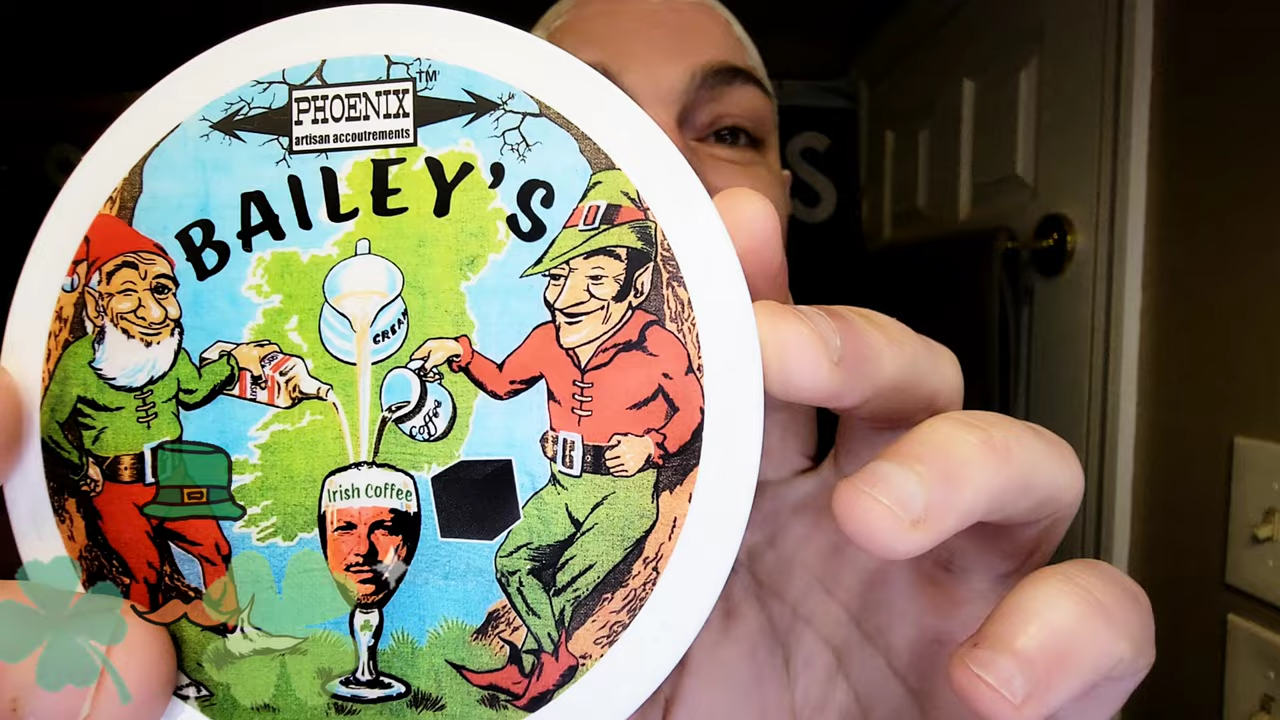 PHOENIX
TM
artisan accoutrements
BAILEY'S
CREAM
Coffee
Irish Coffee
S